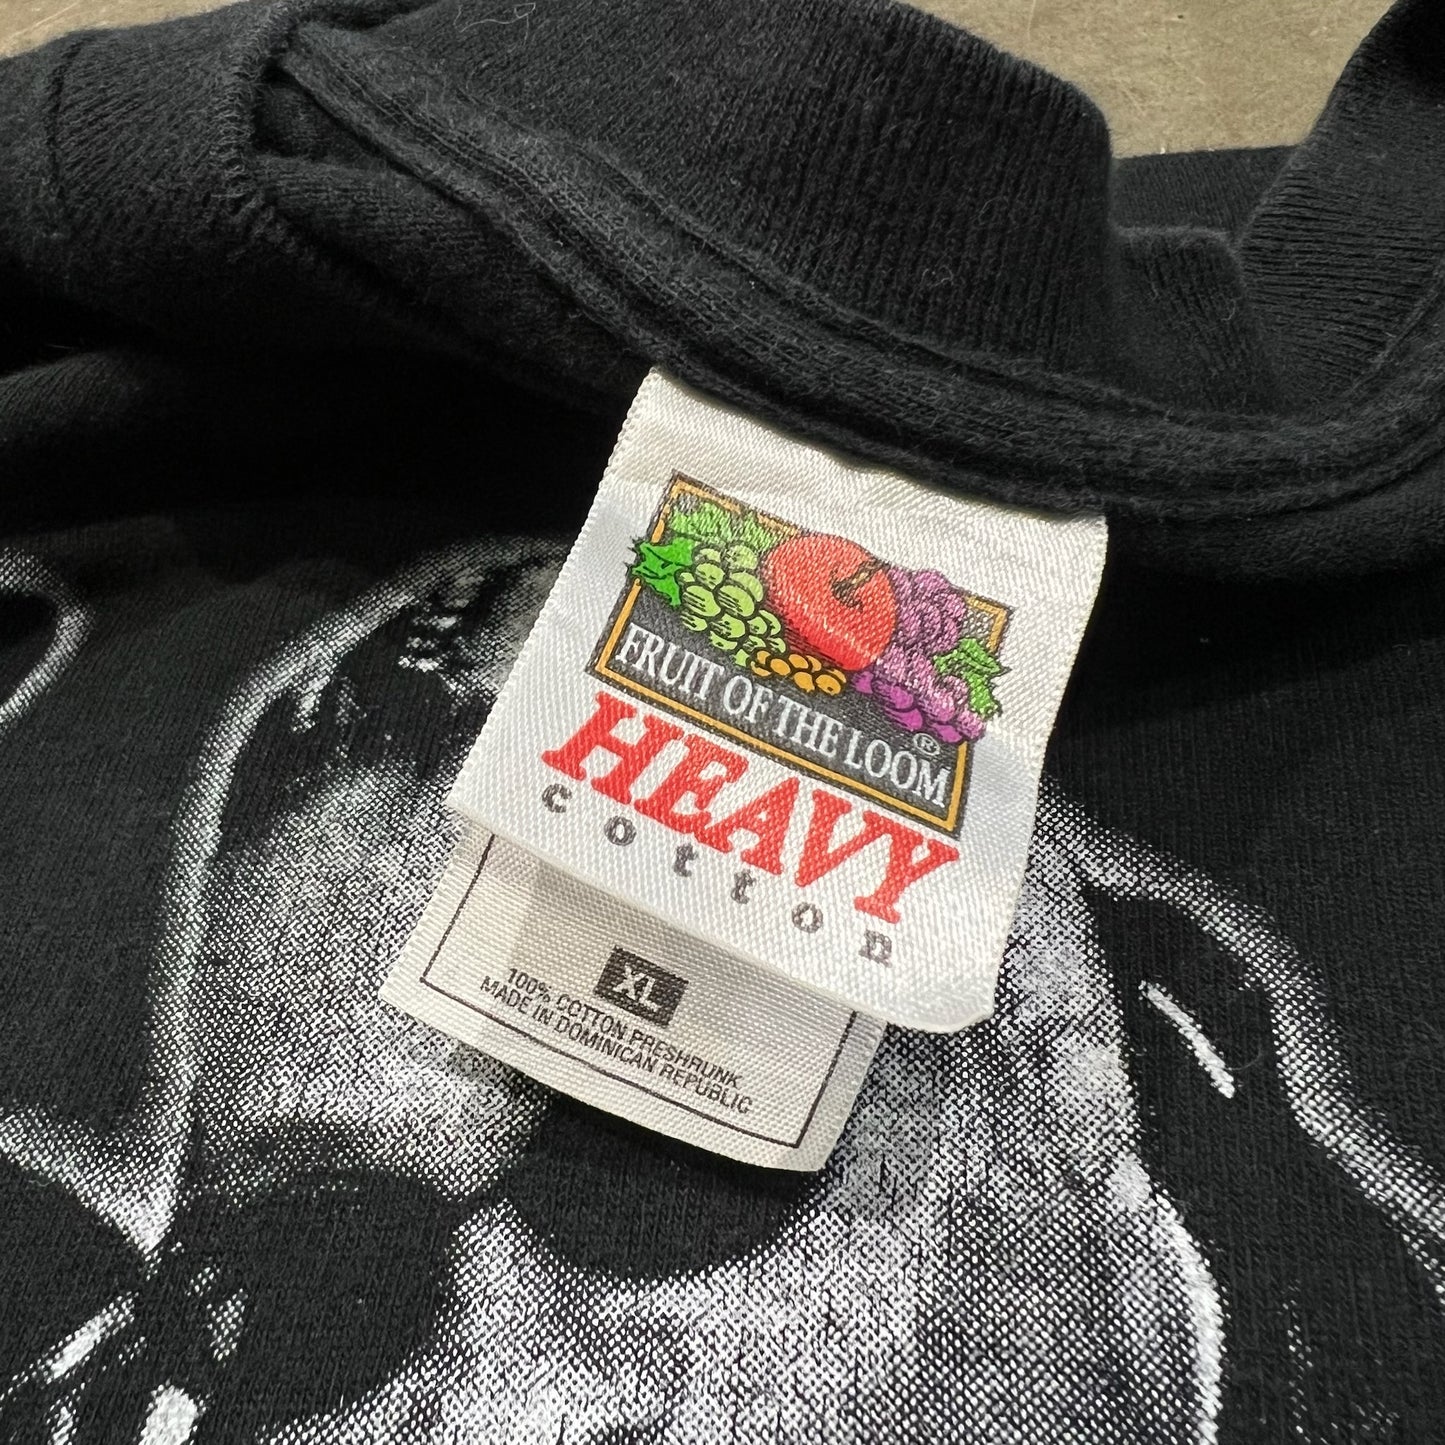 FRUIT OF THE LOOM®
HEAVY
cotton
XL
100% COTTON PRESHRUNK
MADE IN DOMINICAN REPUBLIC